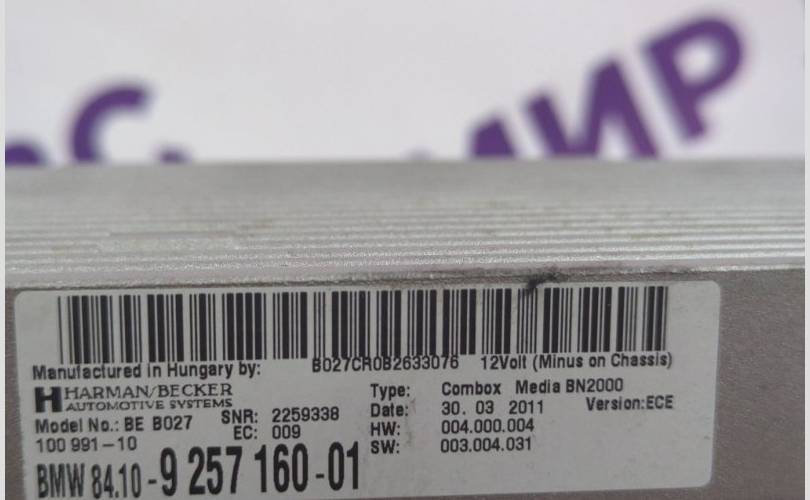 МИР
B027CR0B2633076 12Volt (Minus on Chassis)
Manufactured in Hungary by:
HARMAN/BECKER
AUTOMOTIVE SYSTEMS
Model No.: BE B027
100 991-10
SNR: 2259338
EC: 009
Type: Combox Media BN2000
Date: 30. 03 2011 Version:ECE
HW: 004.000.004
SW: 003.004.031
BMW 84.10-9 257 160-01